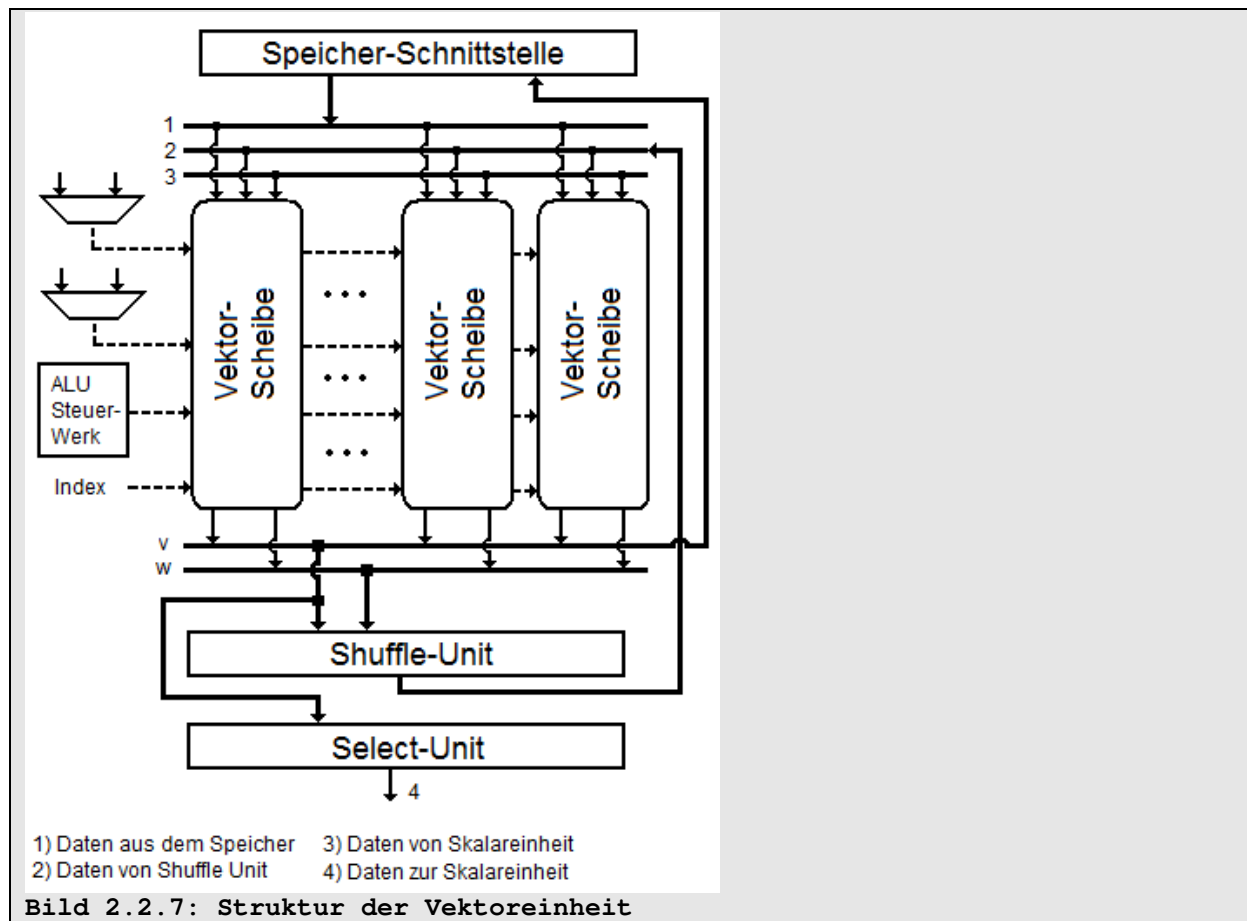 Speicher-Schnittstelle
1
2
3
Vektor-
Scheibe
Vektor-
Scheibe
Vektor-
Scheibe
ALU
Steuer-
Werk
Index
V
W
Shuffle-Unit
Select-Unit
4
1) Daten aus dem Speicher
3) Daten von Skalareinheit
2) Daten von Shuffle Unit
4) Daten zur Skalareinheit
Bild 2.2.7: Struktur der Vektoreinheit